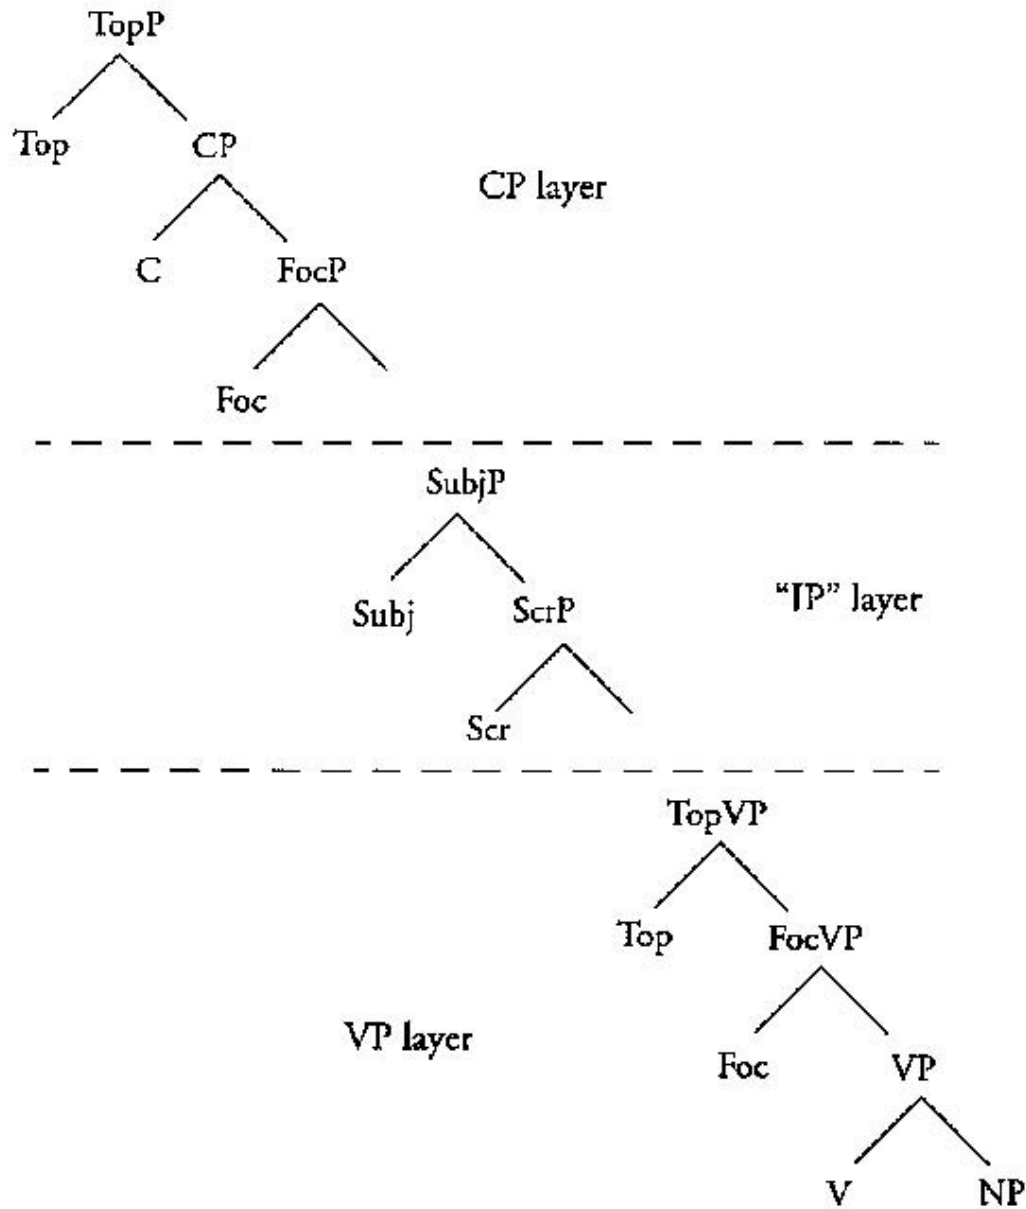 TopP
Top CP
CP layer
C FocP
Foc
SubjP
Subj ScrP
"IP" layer
Scr
TopVP
Top FocVP
VP layer
Foc VP
V NP